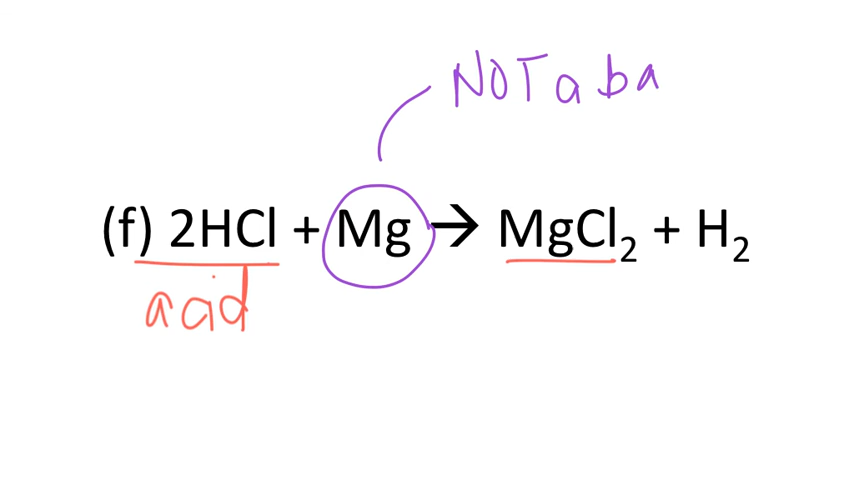 NOT a ba
(f) 2HCl + Mg → MgCl₂ + H₂
acid